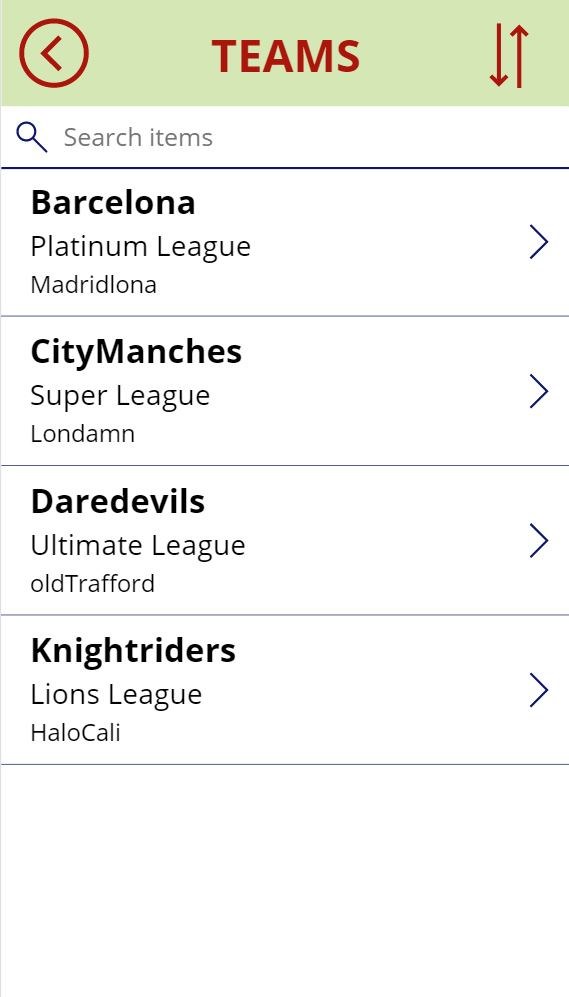 TEAMS
Search items
Barcelona
Platinum League
Madridlona
CityManches
Super League
Londamn
Daredevils
Ultimate League
oldTrafford
Knightriders
Lions League
HaloCali